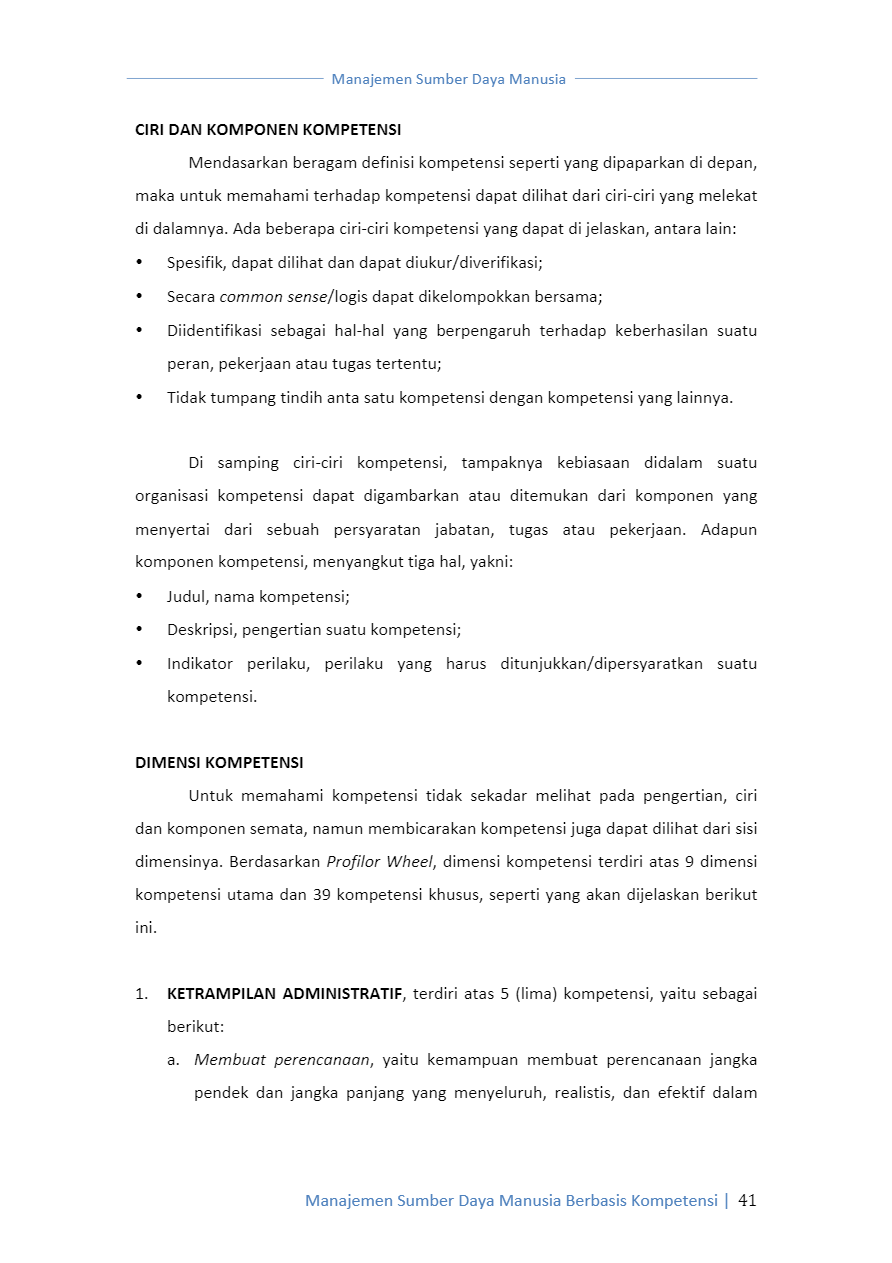 Manajemen Sumber Daya Manusia
CIRI DAN KOMPONEN KOMPETENSI
Mendasarkan beragam definisi kompetensi seperti yang dipaparkan di depan,
maka untuk memahami terhadap kompetensi dapat dilihat dari ciri-ciri yang melekat
di dalamnya. Ada beberapa ciri-ciri kompetensi yang dapat di jelaskan, antara lain:
• Spesifik, dapat dilihat dan dapat diukur/diverifikasi;
• Secara common sense/logis dapat dikelompokkan bersama;
• Diidentifikasi sebagai hal-hal yang berpengaruh terhadap keberhasilan suatu
peran, pekerjaan atau tugas tertentu;
• Tidak tumpang tindih anta satu kompetensi dengan kompetensi yang lainnya.
Di samping ciri-ciri kompetensi, tampaknya kebiasaan didalam suatu
organisasi kompetensi dapat digambarkan atau ditemukan dari komponen yang
menyertai dari sebuah persyaratan jabatan, tugas atau pekerjaan. Adapun
komponen kompetensi, menyangkut tiga hal, yakni:
• Judul, nama kompetensi;
• Deskripsi, pengertian suatu kompetensi;
• Indikator perilaku, perilaku yang harus ditunjukkan/dipersyaratkan suatu
kompetensi.
DIMENSI KOMPETENSI
Untuk memahami kompetensi tidak sekadar melihat pada pengertian, ciri
dan komponen semata, namun membicarakan kompetensi juga dapat dilihat dari sisi
dimensinya. Berdasarkan Profilor Wheel, dimensi kompetensi terdiri atas 9 dimensi
kompetensi utama dan 39 kompetensi khusus, seperti yang akan dijelaskan berikut
ini.
1. KETRAMPILAN ADMINISTRATIF, terdiri atas 5 (lima) kompetensi, yaitu sebagai
berikut:
a. Membuat perencanaan, yaitu kemampuan membuat perencanaan jangka
pendek dan jangka panjang yang menyeluruh, realistis, dan efektif dalam
Manajemen Sumber Daya Manusia Berbasis Kompetensi | 41